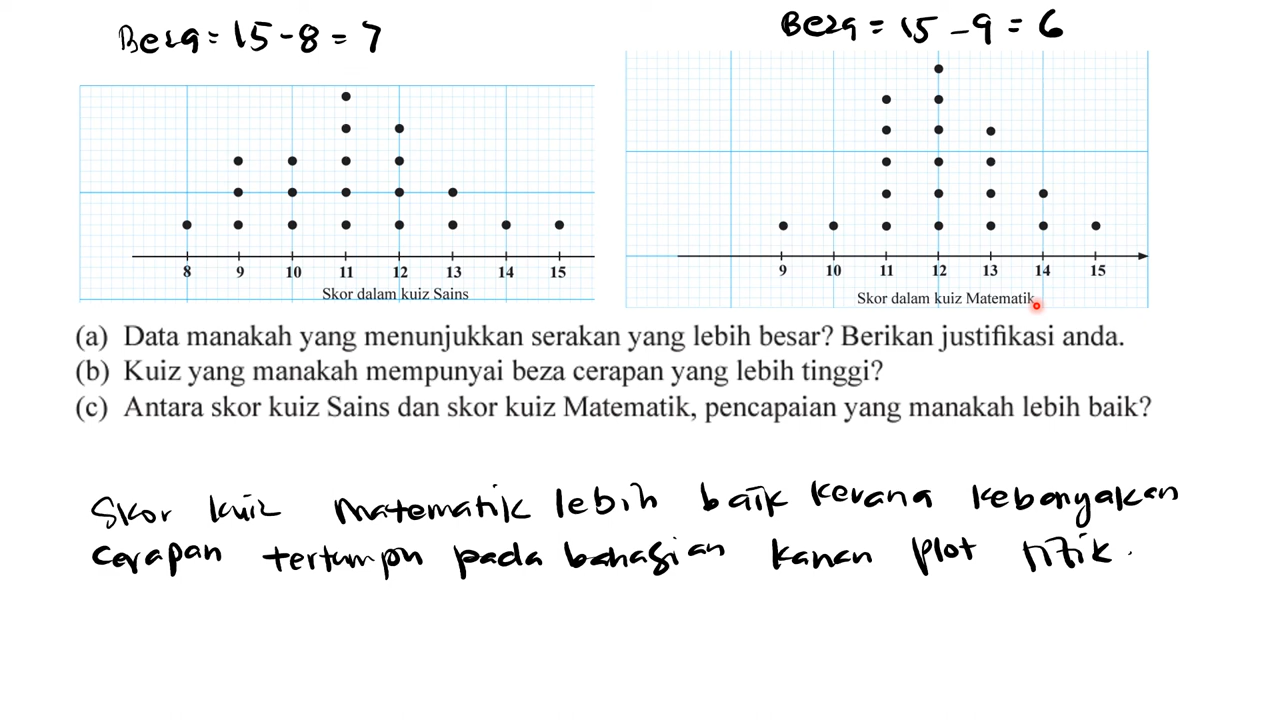 Beza = 15 - 8 = 7
Beza = 15 - 9 = 6
8 9 10 11 12 13 14 15
Skor dalam kuiz Sains
9 10 11 12 13 14 15
Skor dalam kuiz Matematik
(a) Data manakah yang menunjukkan serakan yang lebih besar? Berikan justifikasi anda.
(b) Kuiz yang manakah mempunyai beza cerapan yang lebih tinggi?
(c) Antara skor kuiz Sains dan skor kuiz Matematik, pencapaian yang manakah lebih baik?
Skor kuiz Matematik lebih baik kerana kebanyakan
cerapan tertumpu pada bahagian kanan plot titik.